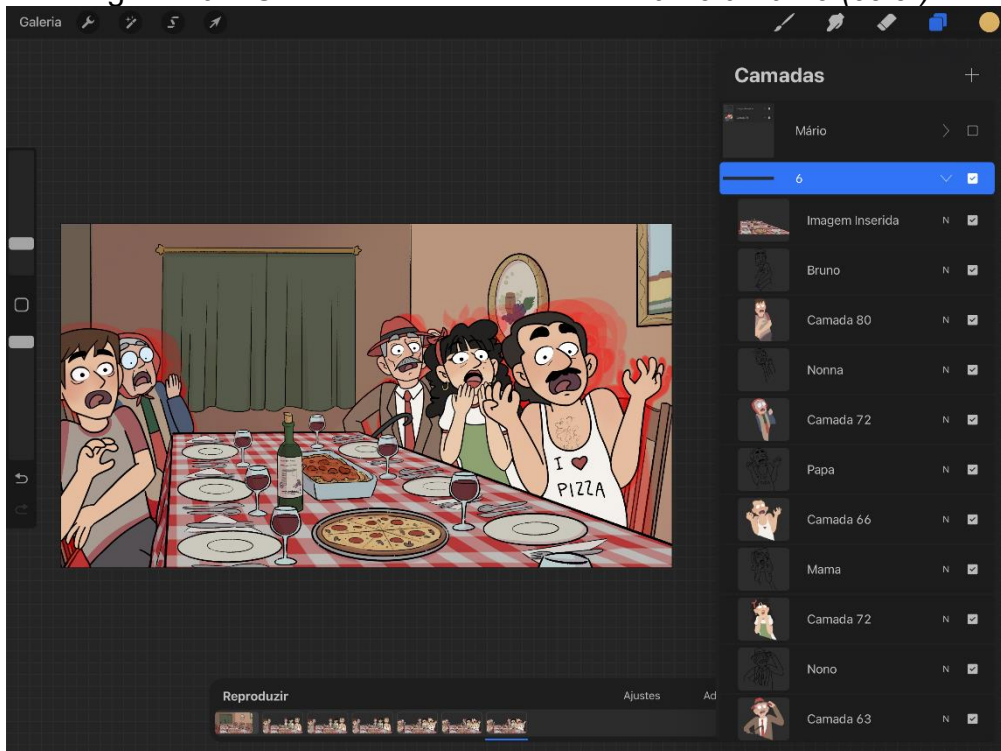 Galeria
Camadas
Mário
6
Imagem Inserida N
Bruno N
Camada 80 N
Nonna N
Camada 72 N
Papa N
Camada 66 N
Mama N
Camada 72 N
Nono N
Camada 63 N
I
PIZZA
Reproduzir
Ajustes